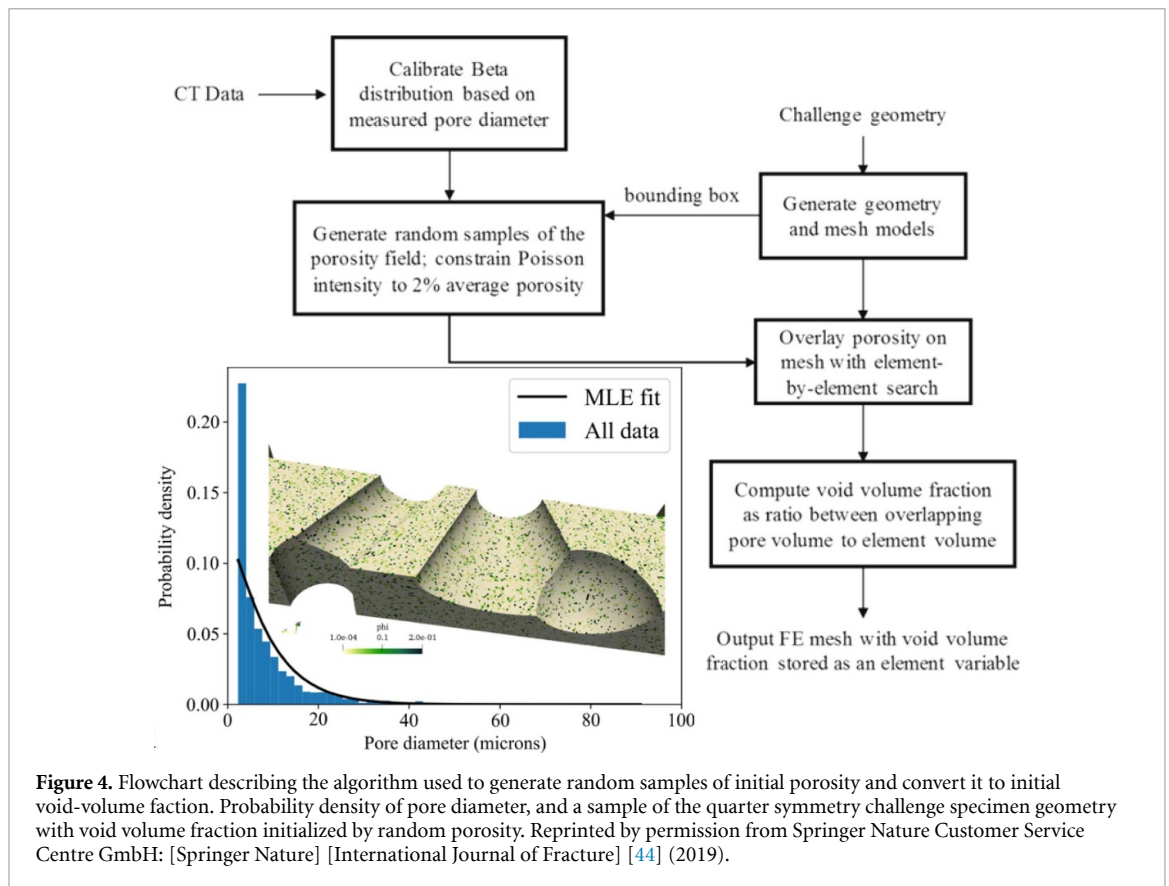 CT Data
Calibrate Beta
distribution based on
measured pore diameter
Challenge geometry
bounding box
Generate geometry
and mesh models
Generate random samples of the
porosity field; constrain Poisson
intensity to 2% average porosity
Overlay porosity on
mesh with element-
by-element search
Compute void volume fraction
as ratio between overlapping
pore volume to element volume
Output FE mesh with void volume
fraction stored as an element variable
MLE fit
All data
Probability density
0.20
0.15
0.10
0.05
0.00
phi
1.0e-04 0.1 2.0e-01
0 20 40 60 80 100
Pore diameter (microns)
Figure 4. Flowchart describing the algorithm used to generate random samples of initial porosity and convert it to initial
void-volume faction. Probability density of pore diameter, and a sample of the quarter symmetry challenge specimen geometry
with void volume fraction initialized by random porosity. Reprinted by permission from Springer Nature Customer Service
Centre GmbH: [Springer Nature] [International Journal of Fracture] [44] (2019).